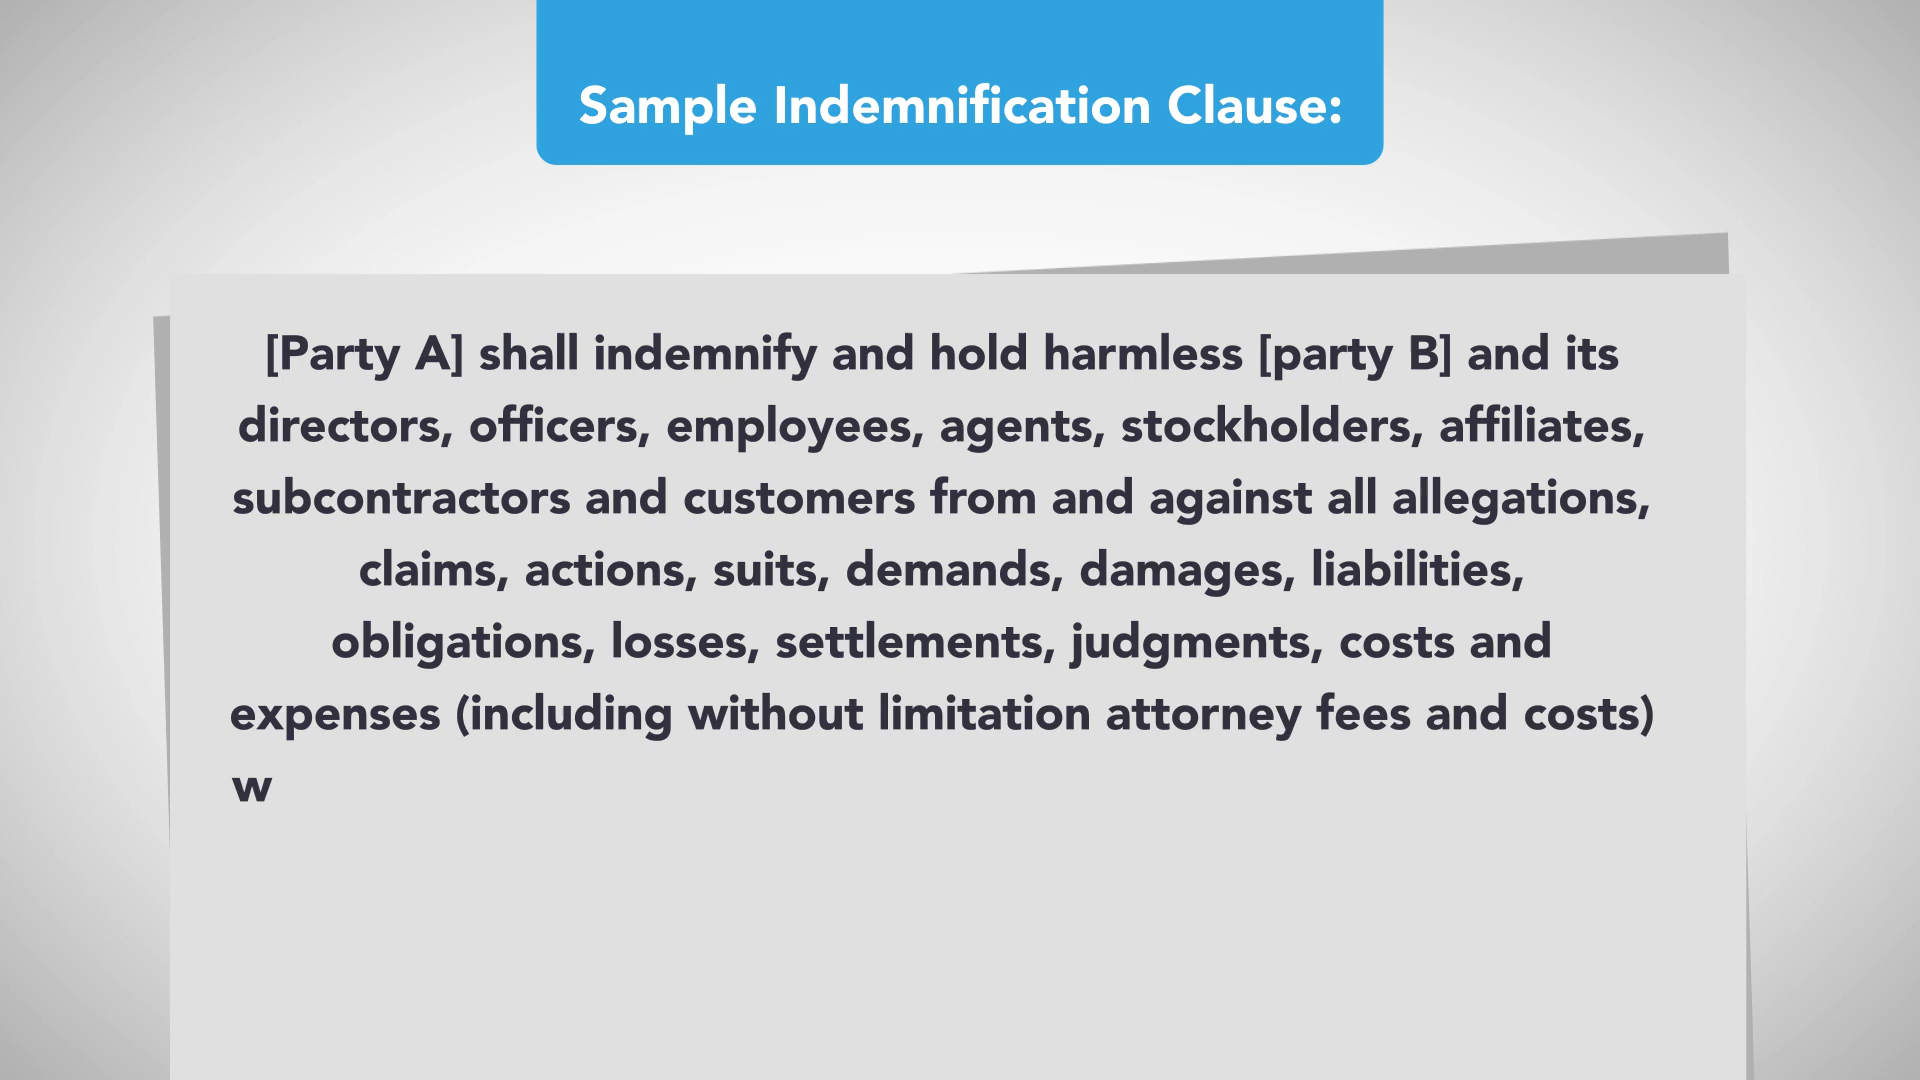 Sample Indemnification Clause:
[Party A] shall indemnify and hold harmless [party B] and its
directors, officers, employees, agents, stockholders, affiliates,
subcontractors and customers from and against all allegations,
claims, actions, suits, demands, damages, liabilities,
obligations, losses, settlements, judgments, costs and
expenses (including without limitation attorney fees and costs)
w